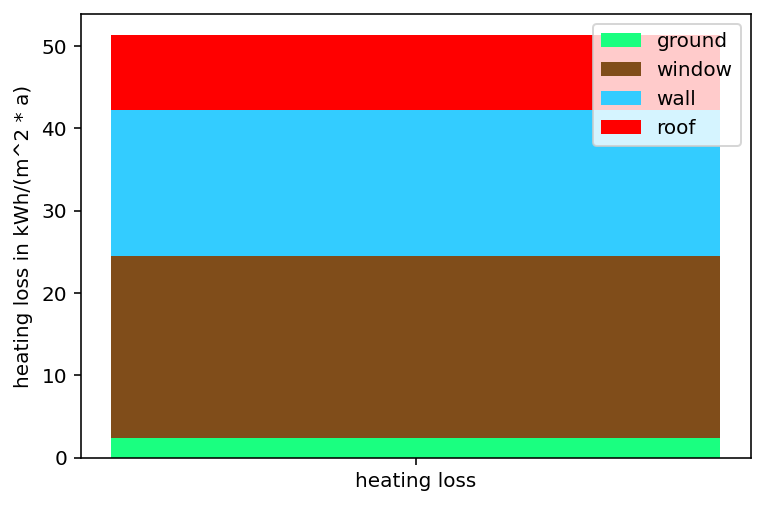 50
40
30
20
10
0
heating loss in kWh/(m^2 * a)
ground
window
wall
roof
heating loss